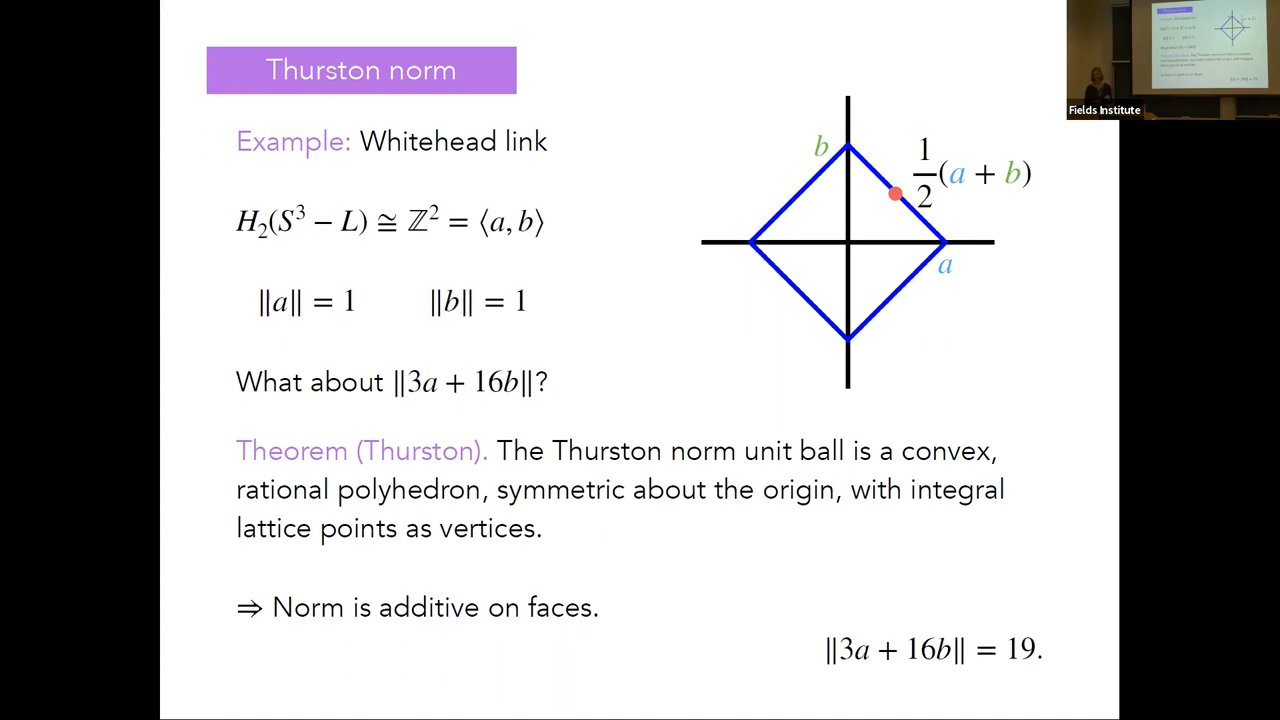 Thurston norm
Example: Whitehead link
H₂(S³ − L) ≅ ℤ² = ⟨a, b⟩
‖a‖ = 1 ‖b‖ = 1
What about ‖3a + 16b‖?
b
1/2(a + b)
a
Theorem (Thurston). The Thurston norm unit ball is a convex,
rational polyhedron, symmetric about the origin, with integral
lattice points as vertices.
⇒ Norm is additive on faces.
‖3a + 16b‖ = 19.
Fields Institute